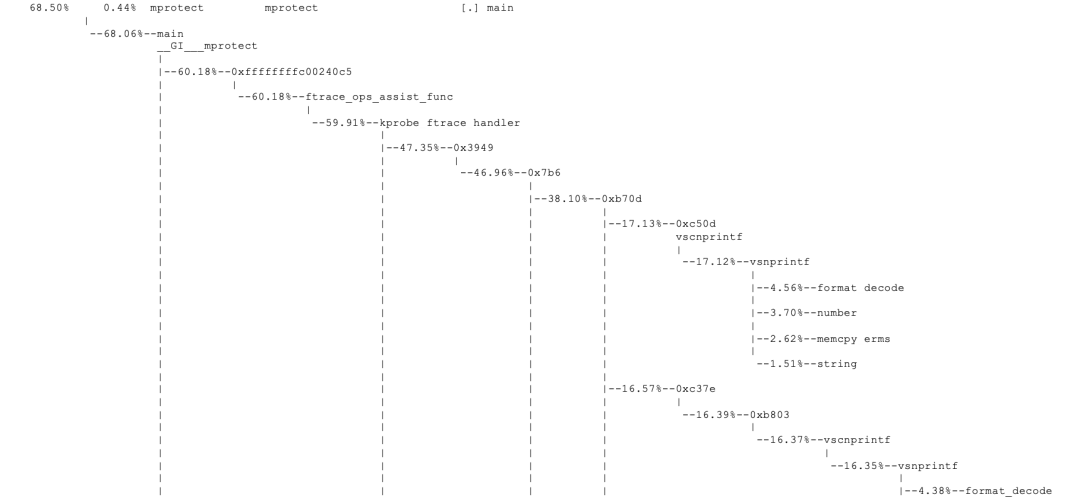 68.50% 0.44% mprotect mprotect [.] main
|
--68.06%--main
__GI___mprotect
|
|--60.18%--0xffffffffc00240c5
| |
| --60.18%--ftrace_ops_assist_func
| |
| --59.91%--kprobe ftrace handler
| |
| |--47.35%--0x3949
| | |
| | --46.96%--0x7b6
| | |
| | |--38.10%--0xb70d
| | | |
| | | |--17.13%--0xc50d
| | | | vscnprintf
| | | | |
| | | | --17.12%--vsnprintf
| | | | |
| | | | |--4.56%--format decode
| | | | |
| | | | |--3.70%--number
| | | | |
| | | | |--2.62%--memcpy erms
| | | | |
| | | | --1.51%--string
| | | |
| | | |--16.57%--0xc37e
| | | | |
| | | | --16.39%--0xb803
| | | | |
| | | | --16.37%--vscnprintf
| | | | |
| | | | --16.35%--vsnprintf
| | | | |
| | | | |--4.38%--format_decode